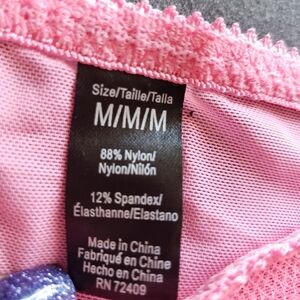 Size/Taille/Talla
M/M/M
88% Nylon/
Nylon/Nilón
12% Spandex/
Élasthanne/Elastano
Made in China
Fabriqué en Chine
Hecho en China
RN 72409